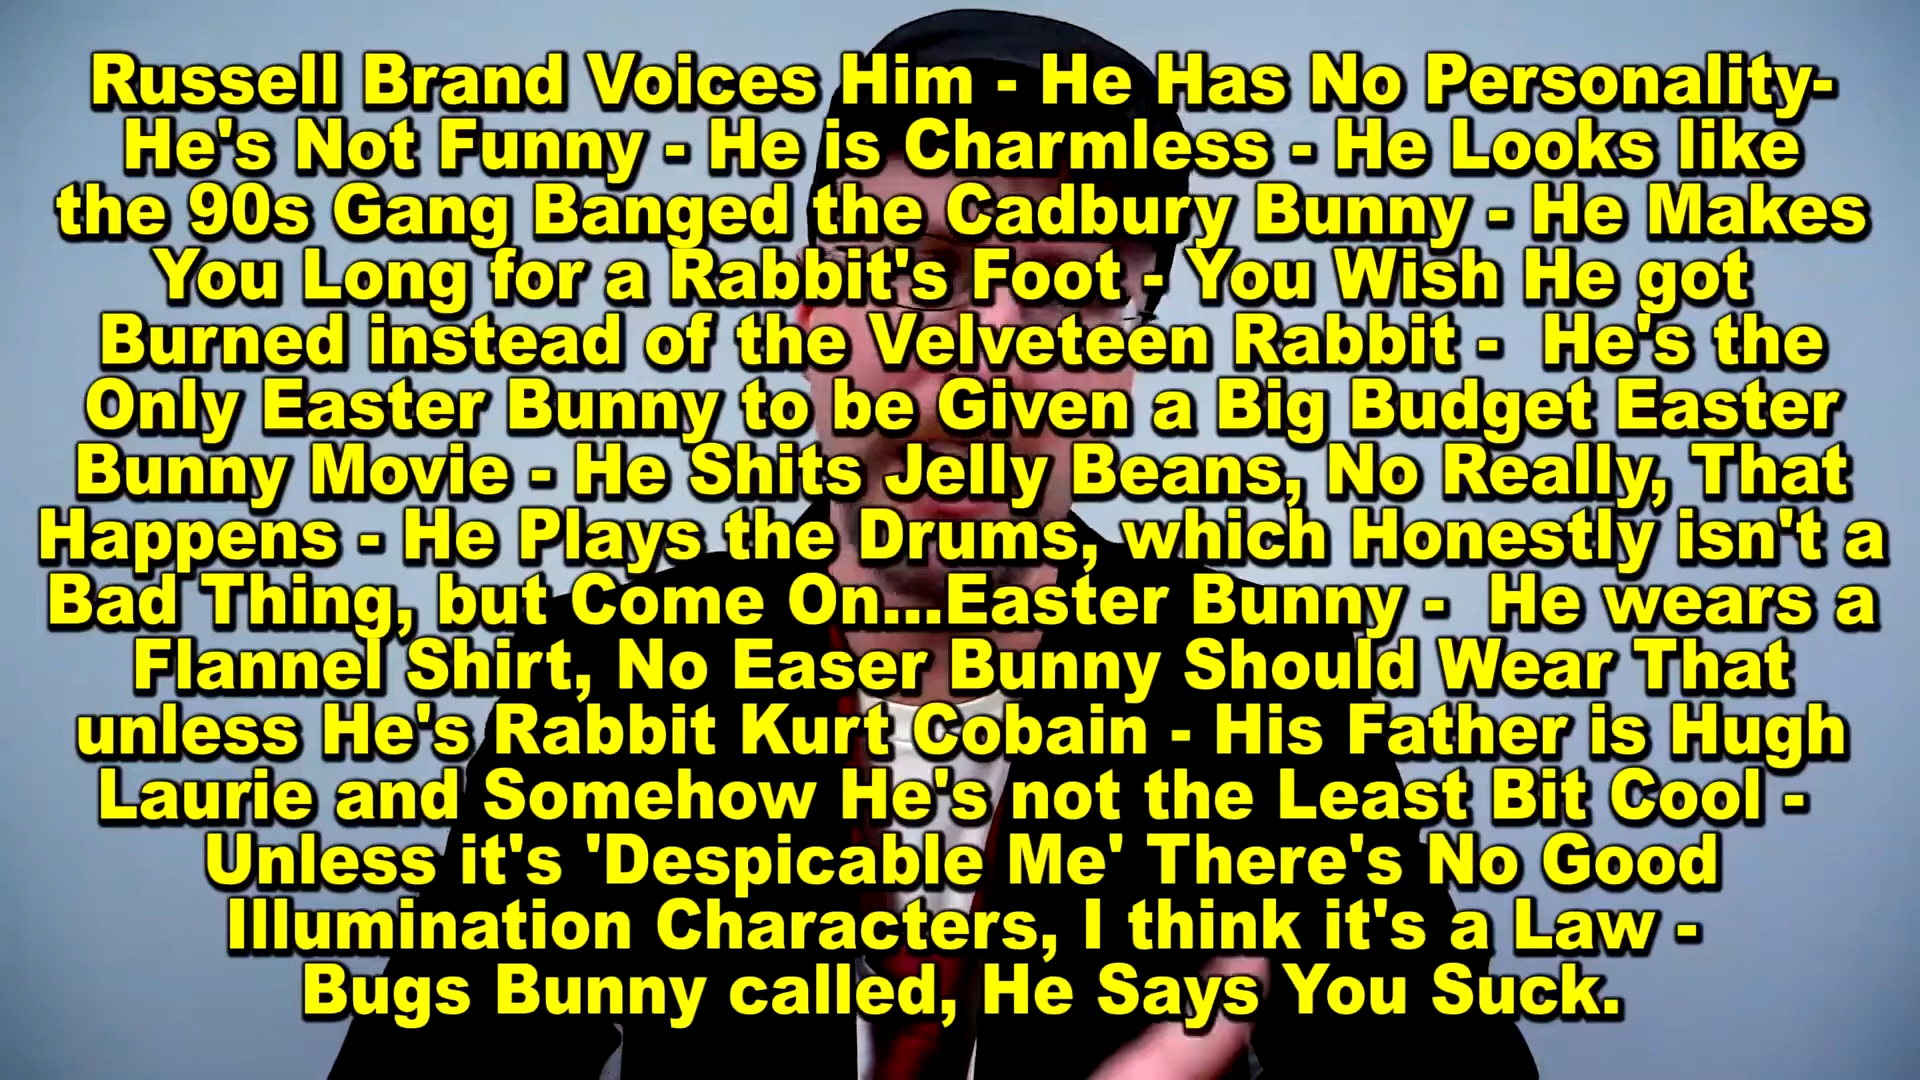 Russell Brand Voices Him - He Has No Personality-
He's Not Funny - He is Charmless - He Looks like
the 90s Gang Banged the Cadbury Bunny - He Makes
You Long for a Rabbit's Foot - You Wish He got
Burned instead of the Velveteen Rabbit -  He's the
Only Easter Bunny to be Given a Big Budget Easter
Bunny Movie - He Shits Jelly Beans, No Really, That
Happens - He Plays the Drums, which Honestly isn't a
Bad Thing, but Come On...Easter Bunny -  He wears a
Flannel Shirt, No Easer Bunny Should Wear That
unless He's Rabbit Kurt Cobain - His Father is Hugh
Laurie and Somehow He's not the Least Bit Cool -
Unless it's 'Despicable Me' There's No Good
Illumination Characters, I think it's a Law -
Bugs Bunny called, He Says You Suck.